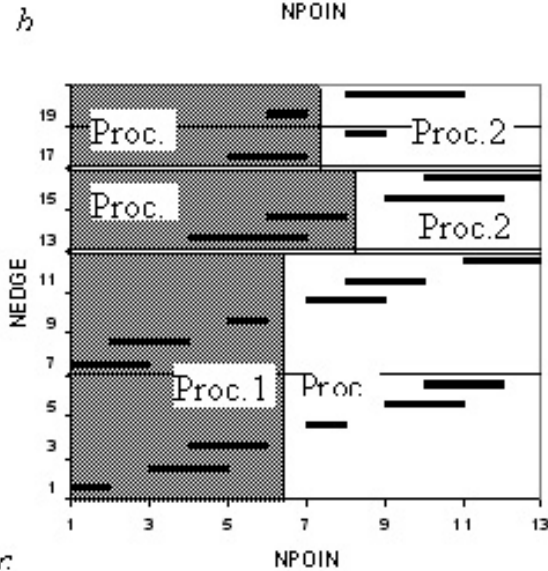 b
NPOIN
19
Proc.
Proc.2
17
15
Proc.
13
Proc.2
NEDGE
11
9
7
Proc.1
Proc
5
3
1
1 3 5 7 9 11 13
NPOIN